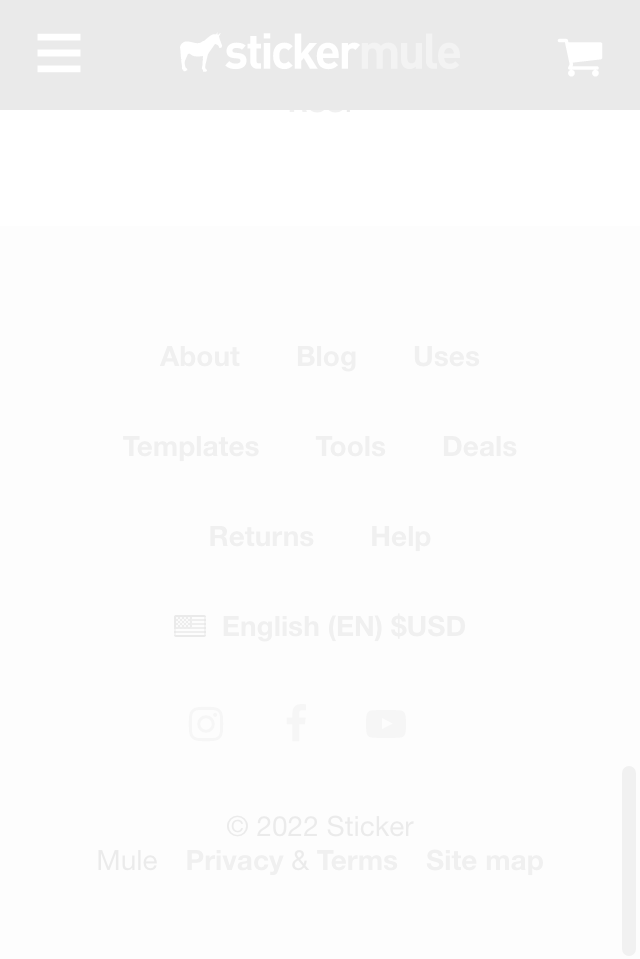 stickermule
About Blog Uses
Templates Tools Deals
Returns Help
English (EN) $USD
© 2022 Sticker
Mule Privacy & Terms Site map